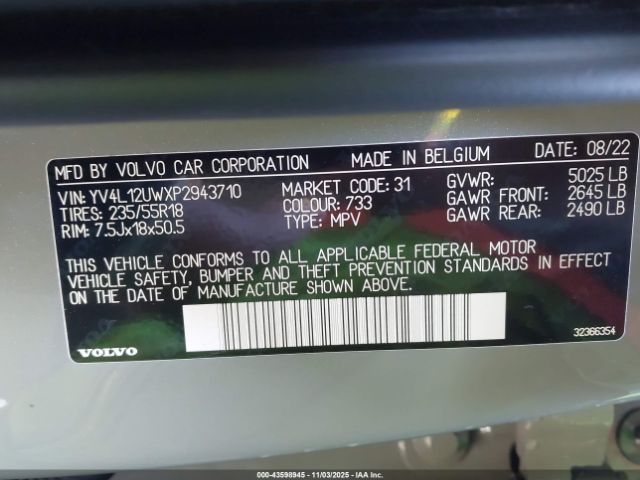 MFD BY VOLVO CAR CORPORATION MADE IN BELGIUM DATE: 08/22
VIN: YV4L12UWXP2943710 MARKET CODE: 31 GVWR: 5025 LB
TIRES: 235/55R18 COLOUR: 733 GAWR FRONT: 2645 LB
RIM: 7.5Jx18x50.5 TYPE: MPV GAWR REAR: 2490 LB
THIS VEHICLE CONFORMS TO ALL APPLICABLE FEDERAL MOTOR
VEHICLE SAFETY, BUMPER AND THEFT PREVENTION STANDARDS IN EFFECT
ON THE DATE OF MANUFACTURE SHOWN ABOVE.
32366354
VOLVO
000-43598945 - 11/03/2025 - IAA Inc.